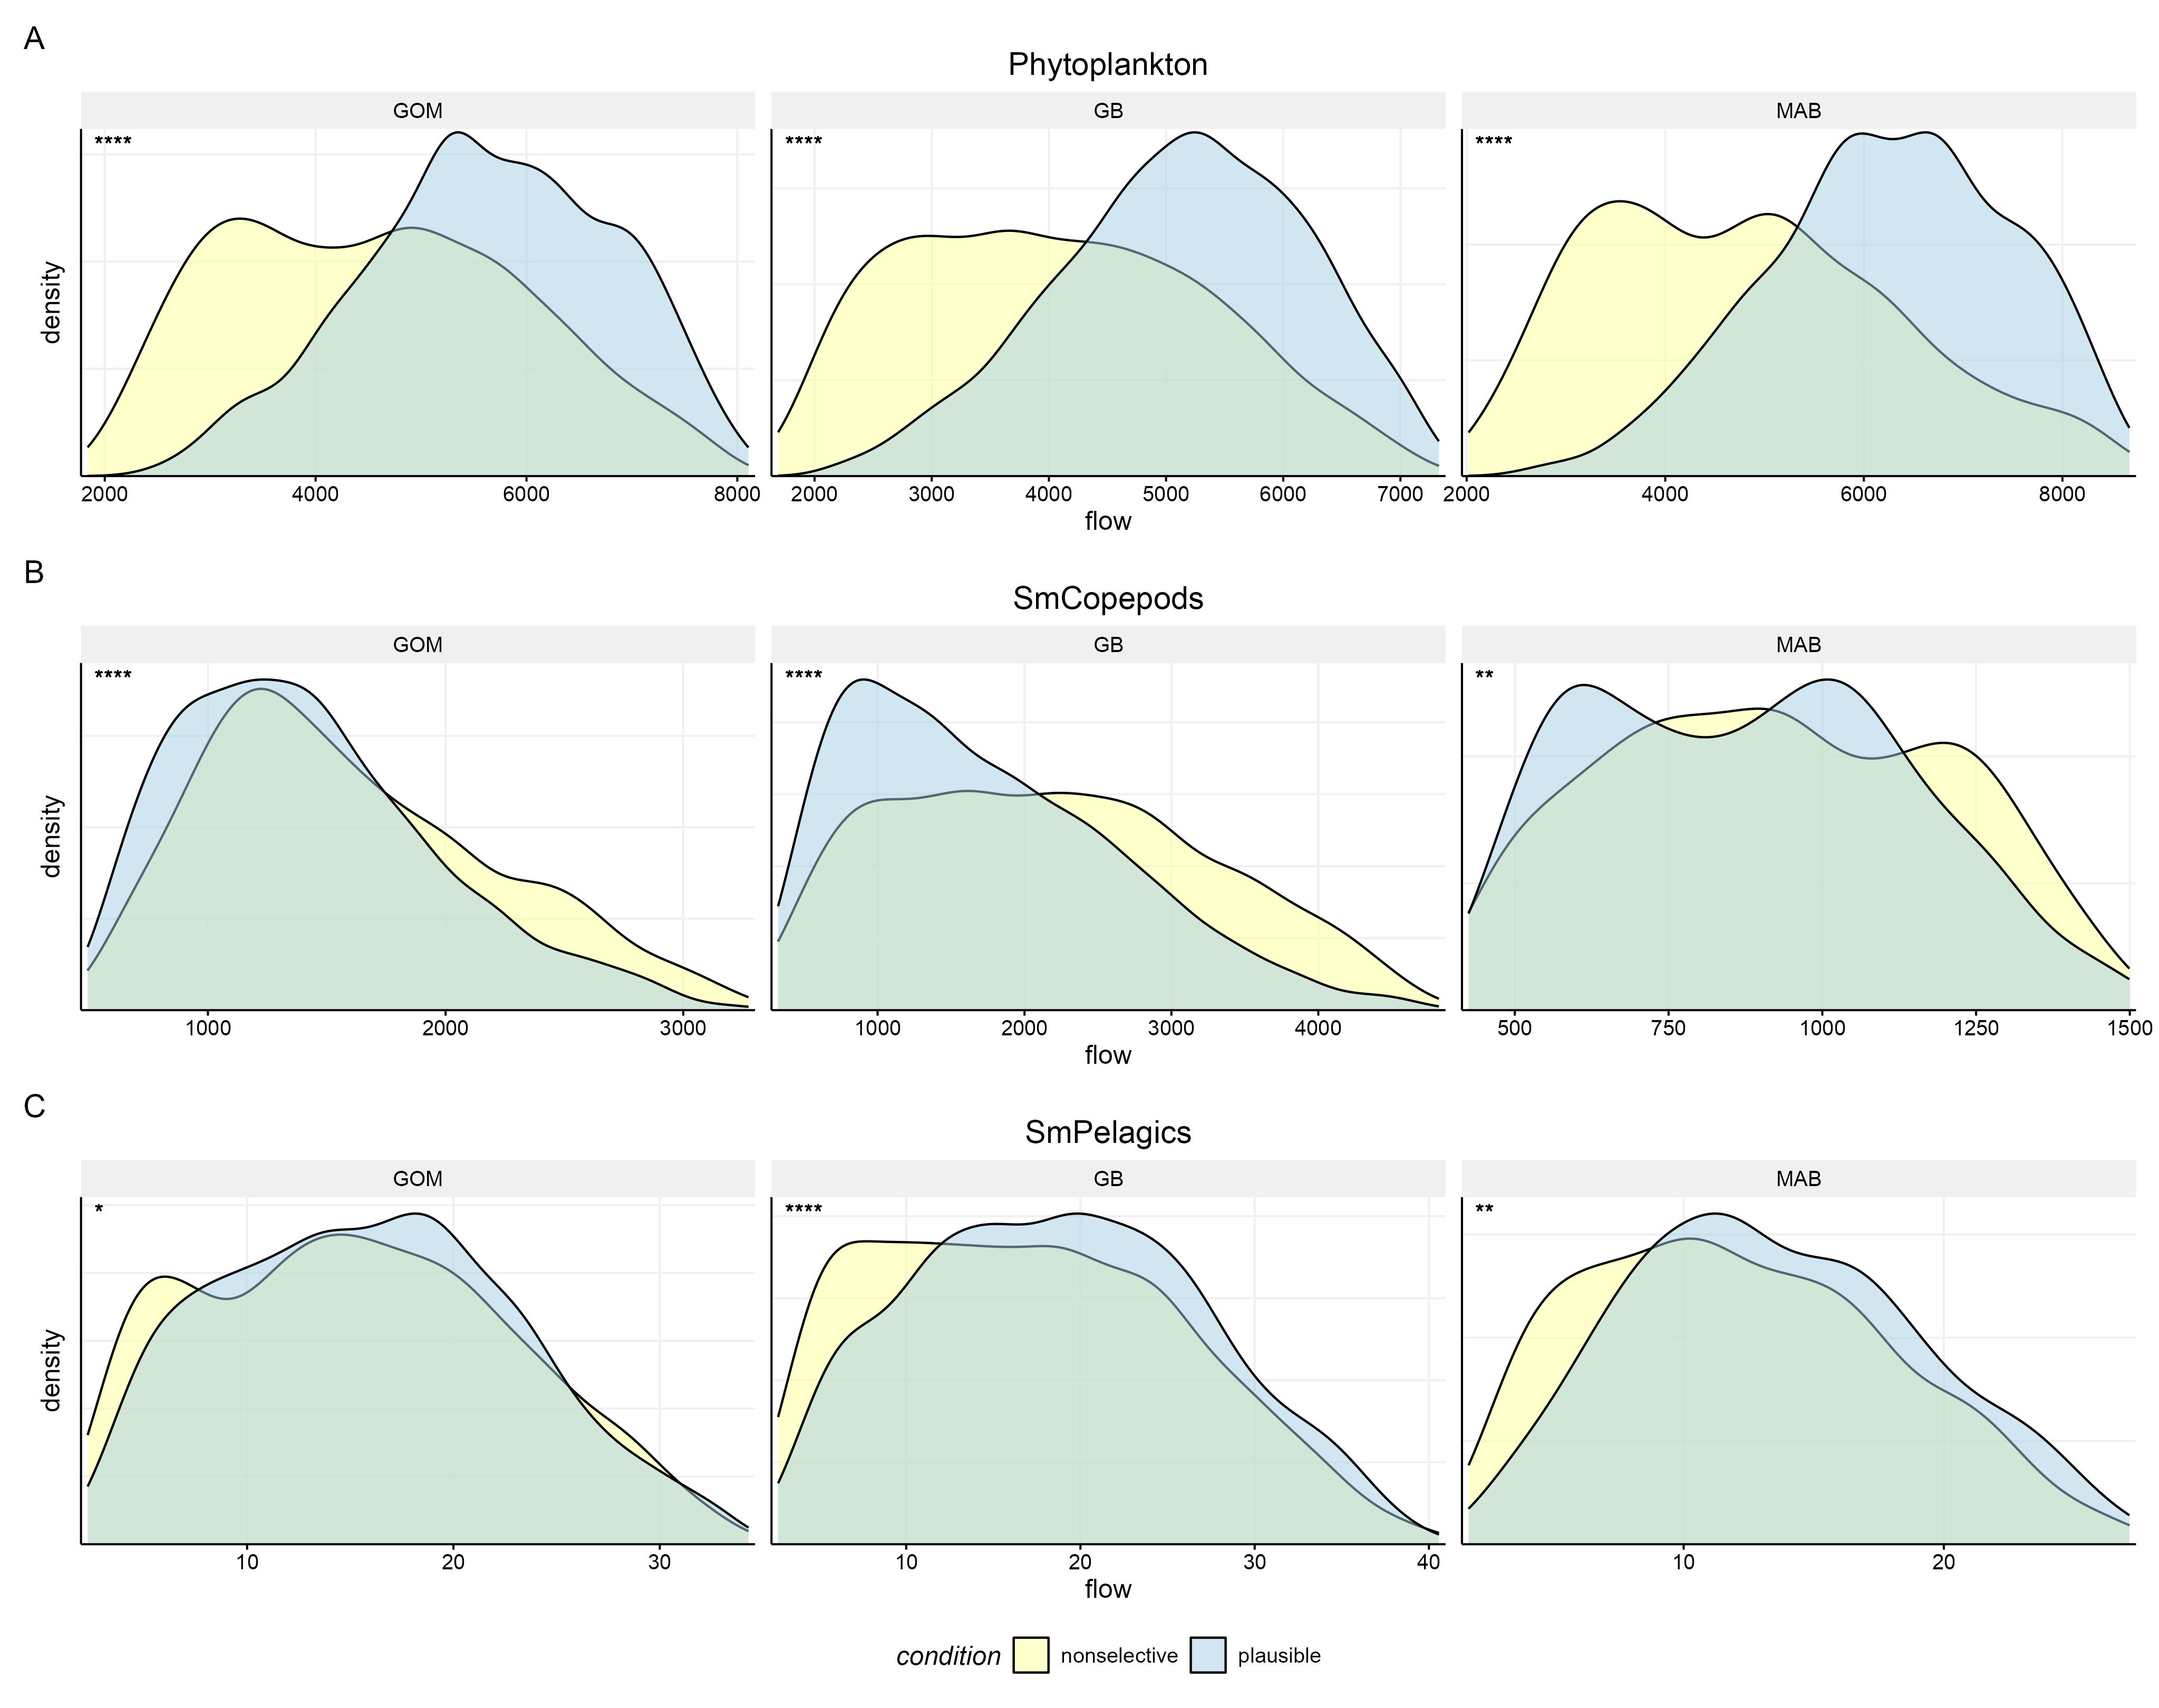 A
Phytoplankton
GOM GB MAB
**** **** ****
density
2000 4000 6000 8000 2000 3000 4000 5000 6000 7000 2000 4000 6000 8000
flow
B
SmCopepods
GOM GB MAB
**** **** **
density
1000 2000 3000 1000 2000 3000 4000 500 750 1000 1250 1500
flow
C
SmPelagics
GOM GB MAB
* **** **
density
10 20 30 10 20 30 40 10 20
flow
condition nonselective plausible